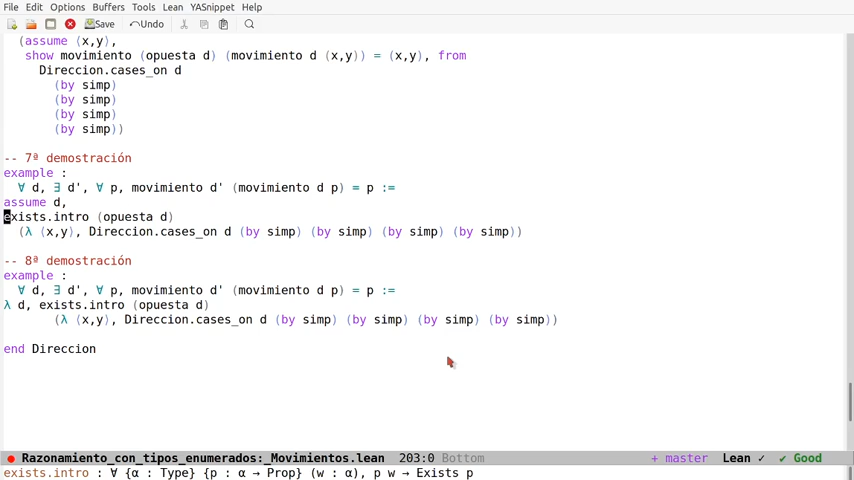 File Edit Options Buffers Tools Lean YASnippet Help
Save Undo
(assume ⟨x,y⟩,
show movimiento (opuesta d) (movimiento d (x,y)) = (x,y), from
Direccion.cases_on d
(by simp)
(by simp)
(by simp)
(by simp))
-- 7ª demostración
example :
∀ d, ∃ d', ∀ p, movimiento d' (movimiento d p) = p :=
assume d,
exists.intro (opuesta d)
(λ ⟨x,y⟩, Direccion.cases_on d (by simp) (by simp) (by simp) (by simp))
-- 8ª demostración
example :
∀ d, ∃ d', ∀ p, movimiento d' (movimiento d p) = p :=
λ d, exists.intro (opuesta d)
(λ ⟨x,y⟩, Direccion.cases_on d (by simp) (by simp) (by simp) (by simp))
end Direccion
Razonamiento_con_tipos_enumerados:_Movimientos.lean 203:0 Bottom + master Lean ✓ ✔ Good
exists.intro : ∀ {α : Type} {p : α → Prop} (w : α), p w → Exists p